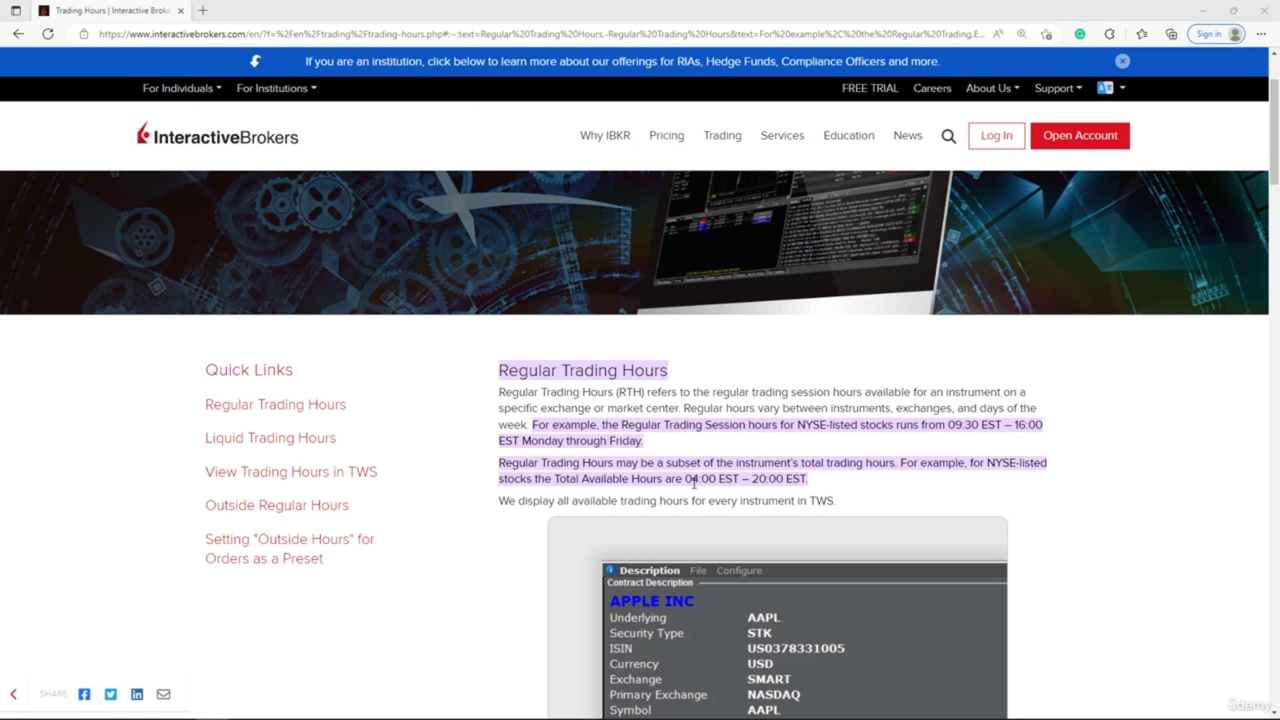 Trading Hours | Interactive Broke
https://www.interactivebrokers.com/en/?f=%2Fen%2Ftrading%2Ftrading-hours.php#:~:text=Regular%20Trading%20Hours,-Regular%20Trading%20Hours&text=For%20example%2C%20the%20Regular%20Trading,E...
Sign in
If you are an institution, click below to learn more about our offerings for RIAs, Hedge Funds, Compliance Officers and more.
For Individuals For Institutions FREE TRIAL Careers About Us Support
InteractiveBrokers Why IBKR Pricing Trading Services Education News Log In Open Account
Quick Links
Regular Trading Hours
Liquid Trading Hours
View Trading Hours in TWS
Outside Regular Hours
Setting "Outside Hours" for
Orders as a Preset
Regular Trading Hours
Regular Trading Hours (RTH) refers to the regular trading session hours available for an instrument on a
specific exchange or market center. Regular hours vary between instruments, exchanges, and days of the
week. For example, the Regular Trading Session hours for NYSE-listed stocks runs from 09:30 EST – 16:00
EST Monday through Friday.
Regular Trading Hours may be a subset of the instrument's total trading hours. For example, for NYSE-listed
stocks the Total Available Hours are 04:00 EST – 20:00 EST.
We display all available trading hours for every instrument in TWS.
Description File Configure
Contract Description
APPLE INC
Underlying AAPL
Security Type STK
ISIN US0378331005
Currency USD
Exchange SMART
Primary Exchange NASDAQ
Symbol AAPL
SHARE
ûdemy